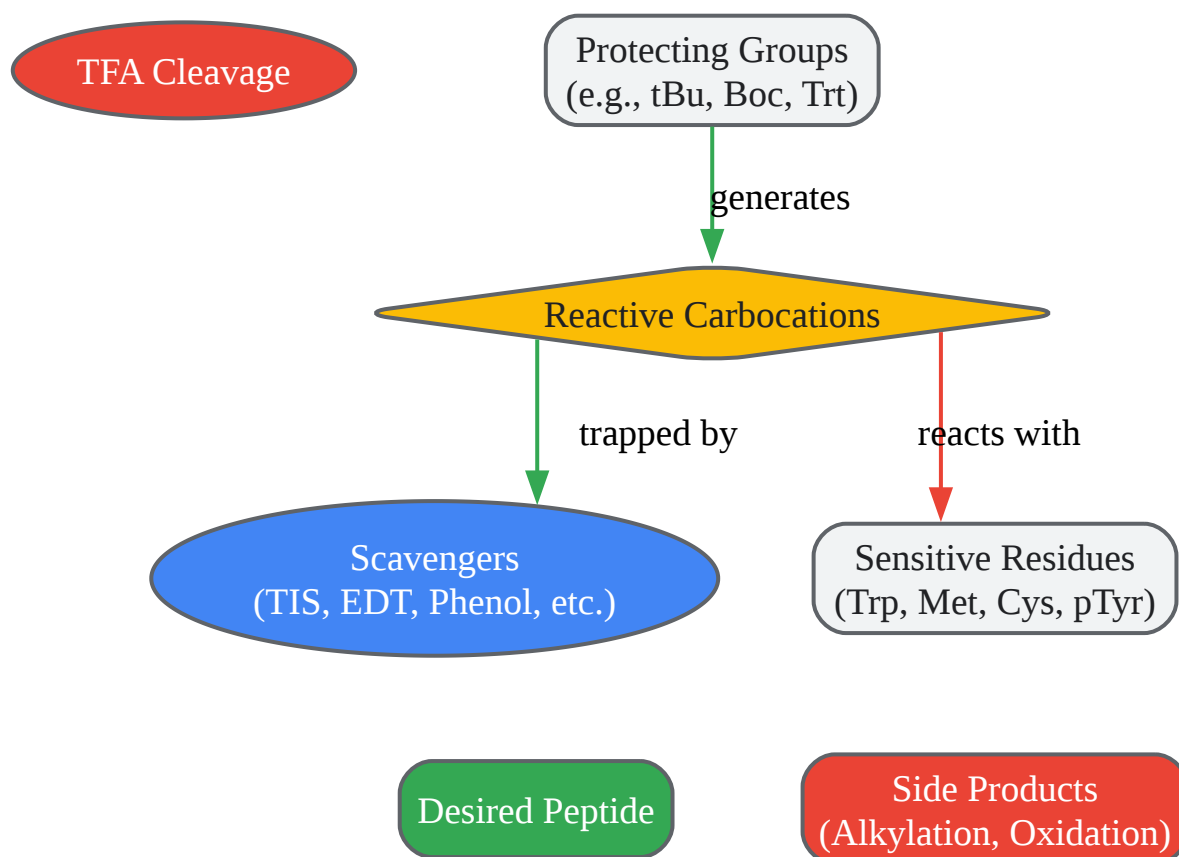 TFA Cleavage
Protecting Groups
(e.g., tBu, Boc, Trt)
generates
Reactive Carbocations
trapped by
reacts with
Scavengers
(TIS, EDT, Phenol, etc.)
Sensitive Residues
(Trp, Met, Cys, pTyr)
Desired Peptide
Side Products
(Alkylation, Oxidation)